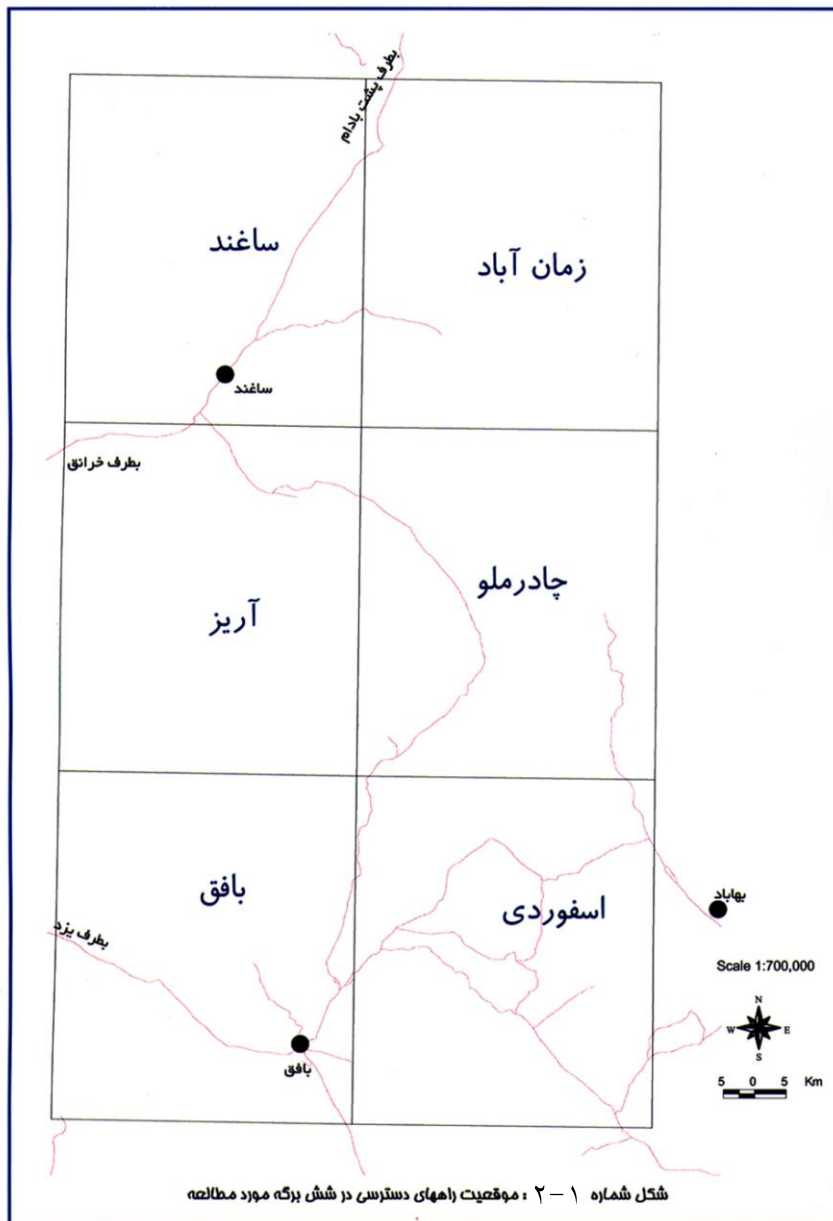 بطرف پشت بادام
ساغند
زمان آباد
ساغند
بطرف خرانق
چادرملو
آریز
بافق
اسفوردی
بهاباد
بطرف یزد
Scale 1:700,000
N
W E
S
بافق
5 0 5 Km
شکل شماره ۱-۲ : موقعیت راههای دسترسی در شش برگه مورد مطالعه